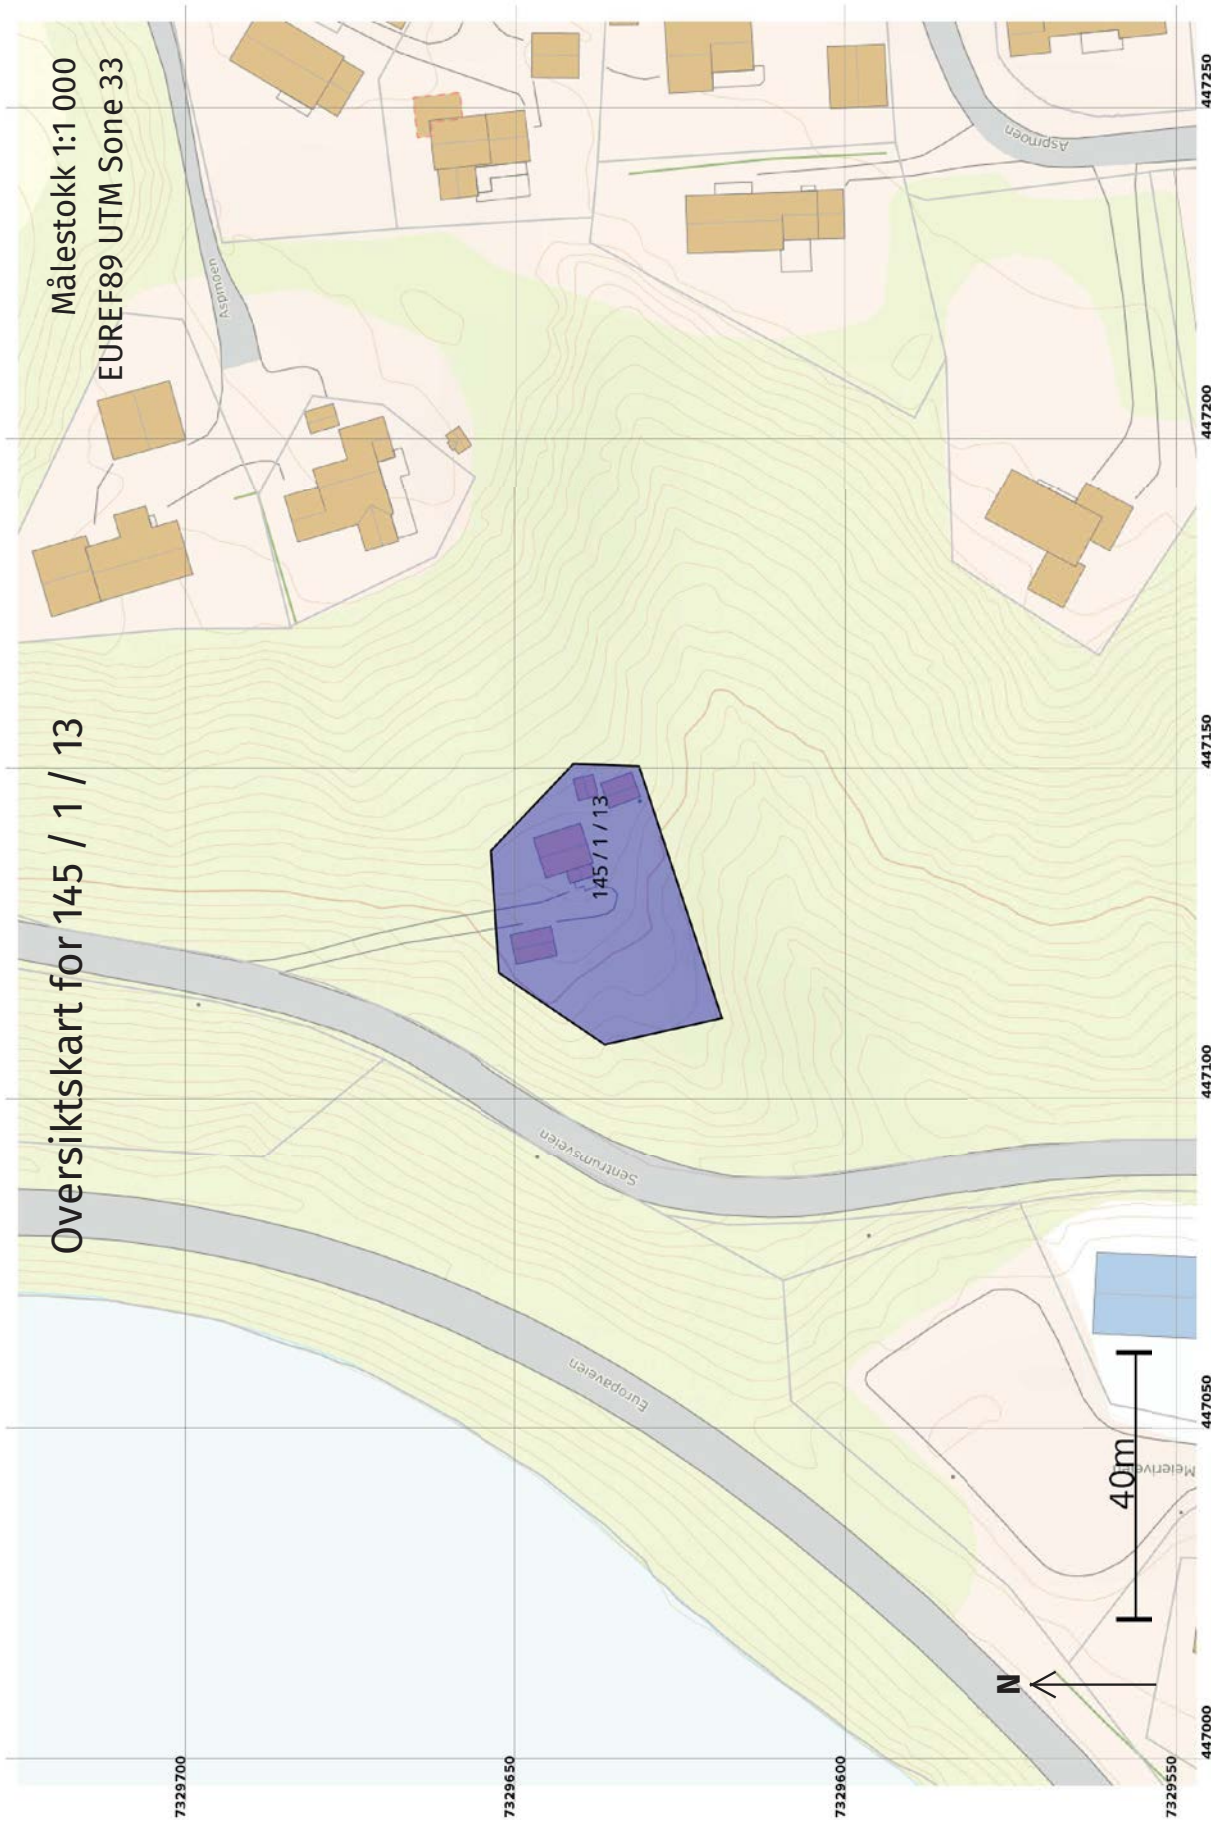 Oversiktskart for 145 / 1 / 13
Målestokk 1:1 000
EUREF89 UTM Sone 33
Aspmoen
Aspmoen
145 / 1 / 13
Sentrumsveien
Europaveien
Meieriveien
40m
N
7329700
7329650
7329600
7329550
447000
447050
447100
447150
447200
447250